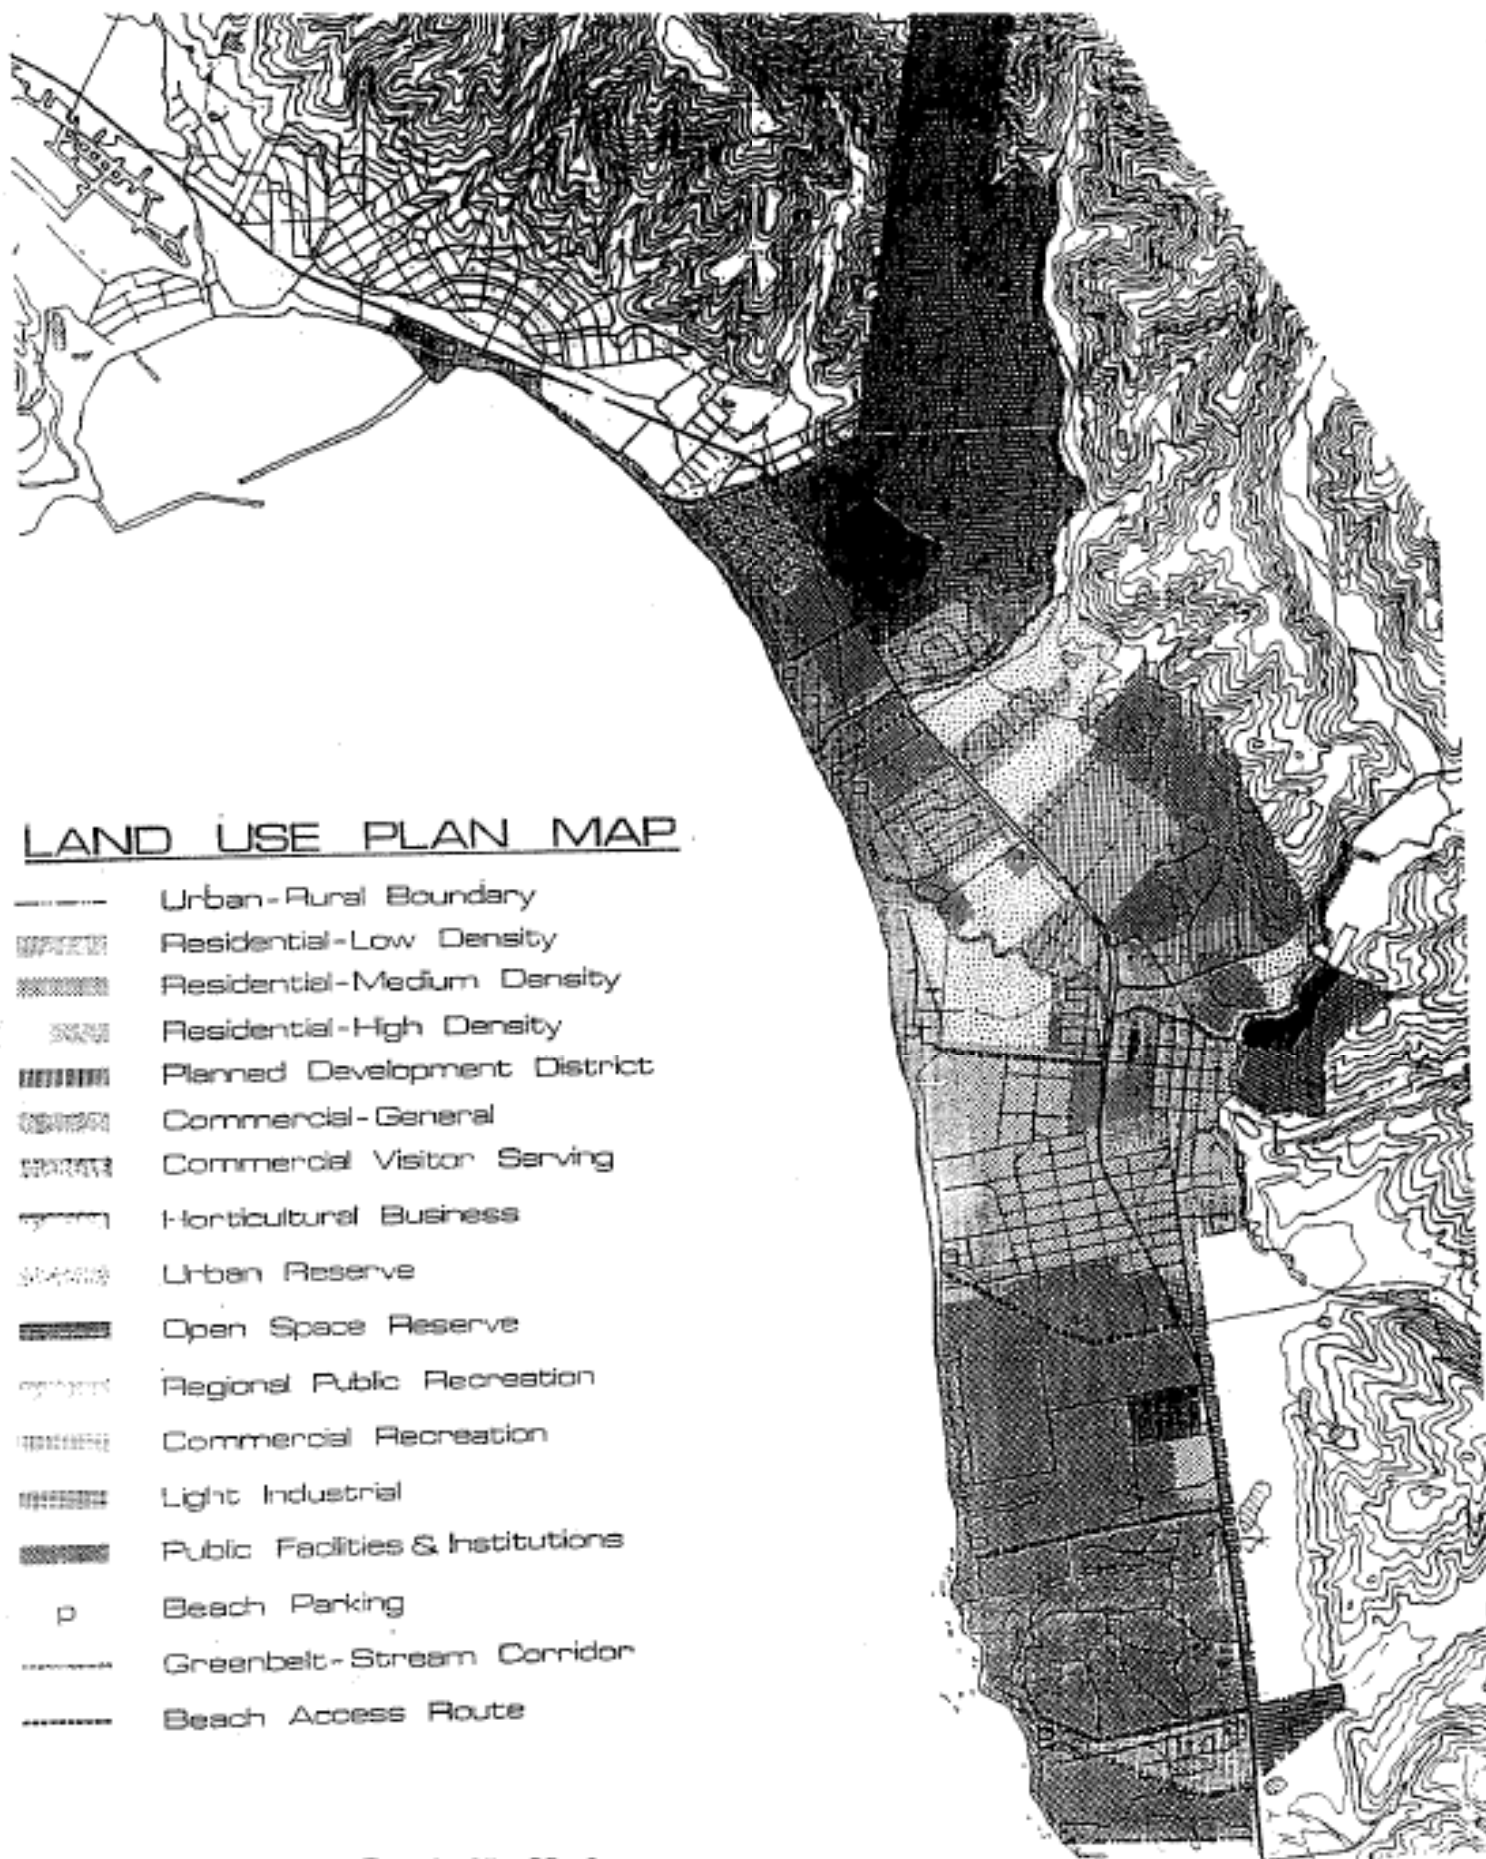 LAND USE PLAN MAP
Urban-Rural Boundary
Residential-Low Density
Residential-Medium Density
Residential-High Density
Planned Development District
Commercial-General
Commercial Visitor Serving
Horticultural Business
Urban Reserve
Open Space Reserve
Regional Public Recreation
Commercial Recreation
Light Industrial
Public Facilities & Institutions
P Beach Parking
Greenbelt-Stream Corridor
Beach Access Route